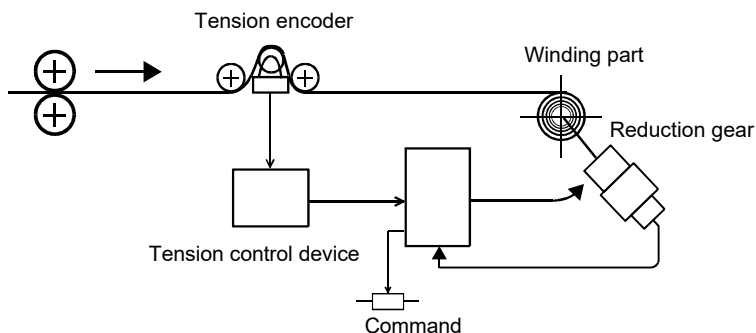 Tension encoder
Winding part
Reduction gear
Tension control device
Command